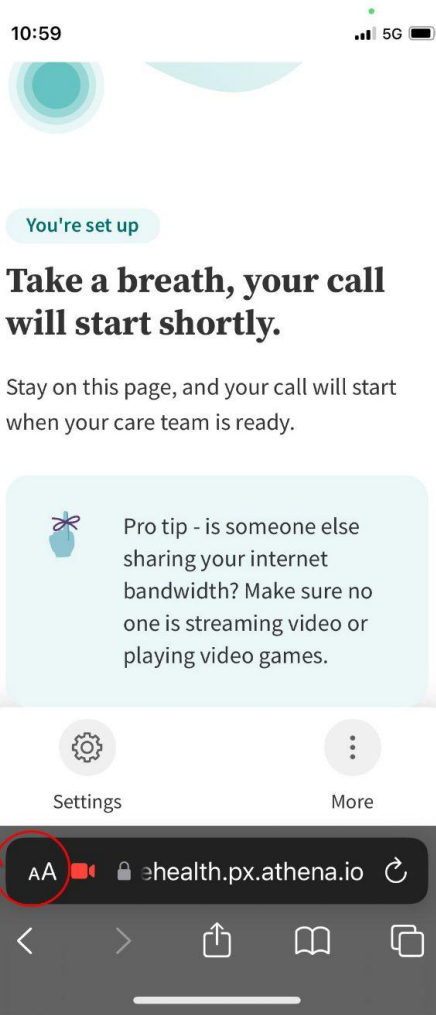 10:59
5G
You're set up
Take a breath, your call
will start shortly.
Stay on this page, and your call will start
when your care team is ready.
Pro tip - is someone else
sharing your internet
bandwidth? Make sure no
one is streaming video or
playing video games.
Settings
More
AA
ehealth.px.athena.io